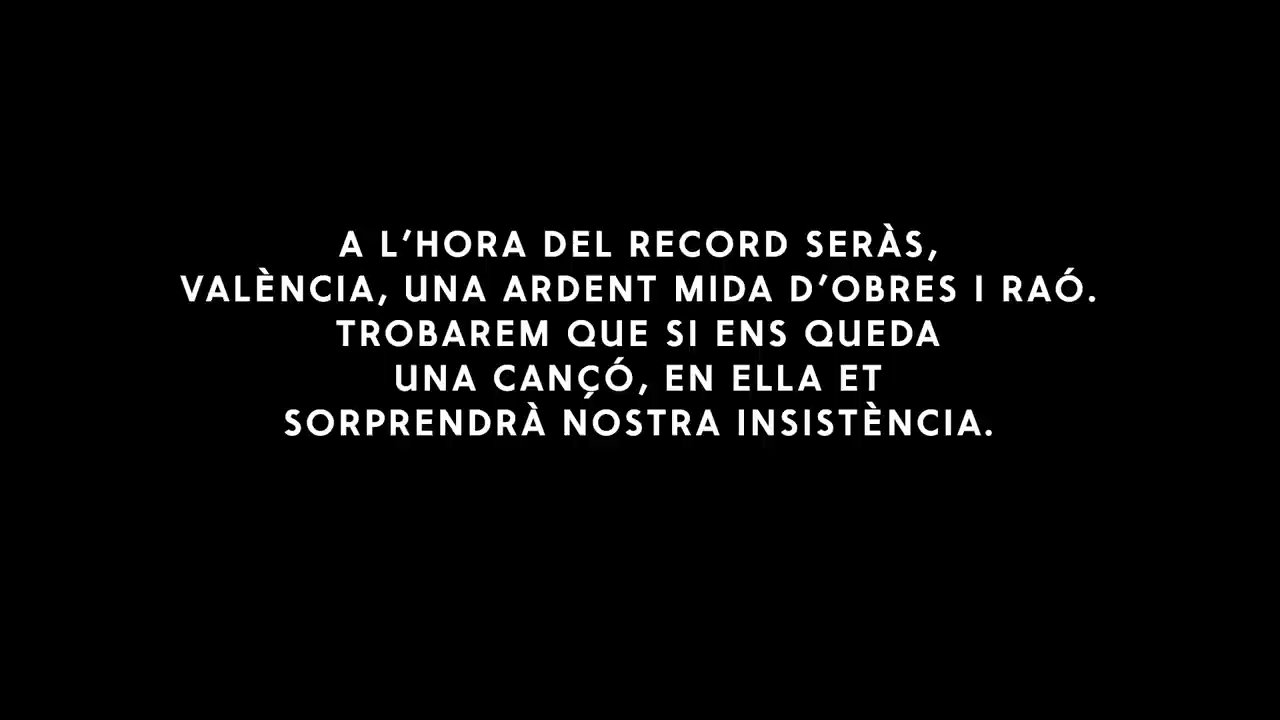 A L’HORA DEL RECORD SERÀS,
VALÈNCIA, UNA ARDENT MIDA D’OBRES I RAÓ.
TROBAREM QUE SI ENS QUEDA
UNA CANÇÓ, EN ELLA ET
SORPRENDRÀ NOSTRA INSISTÈNCIA.